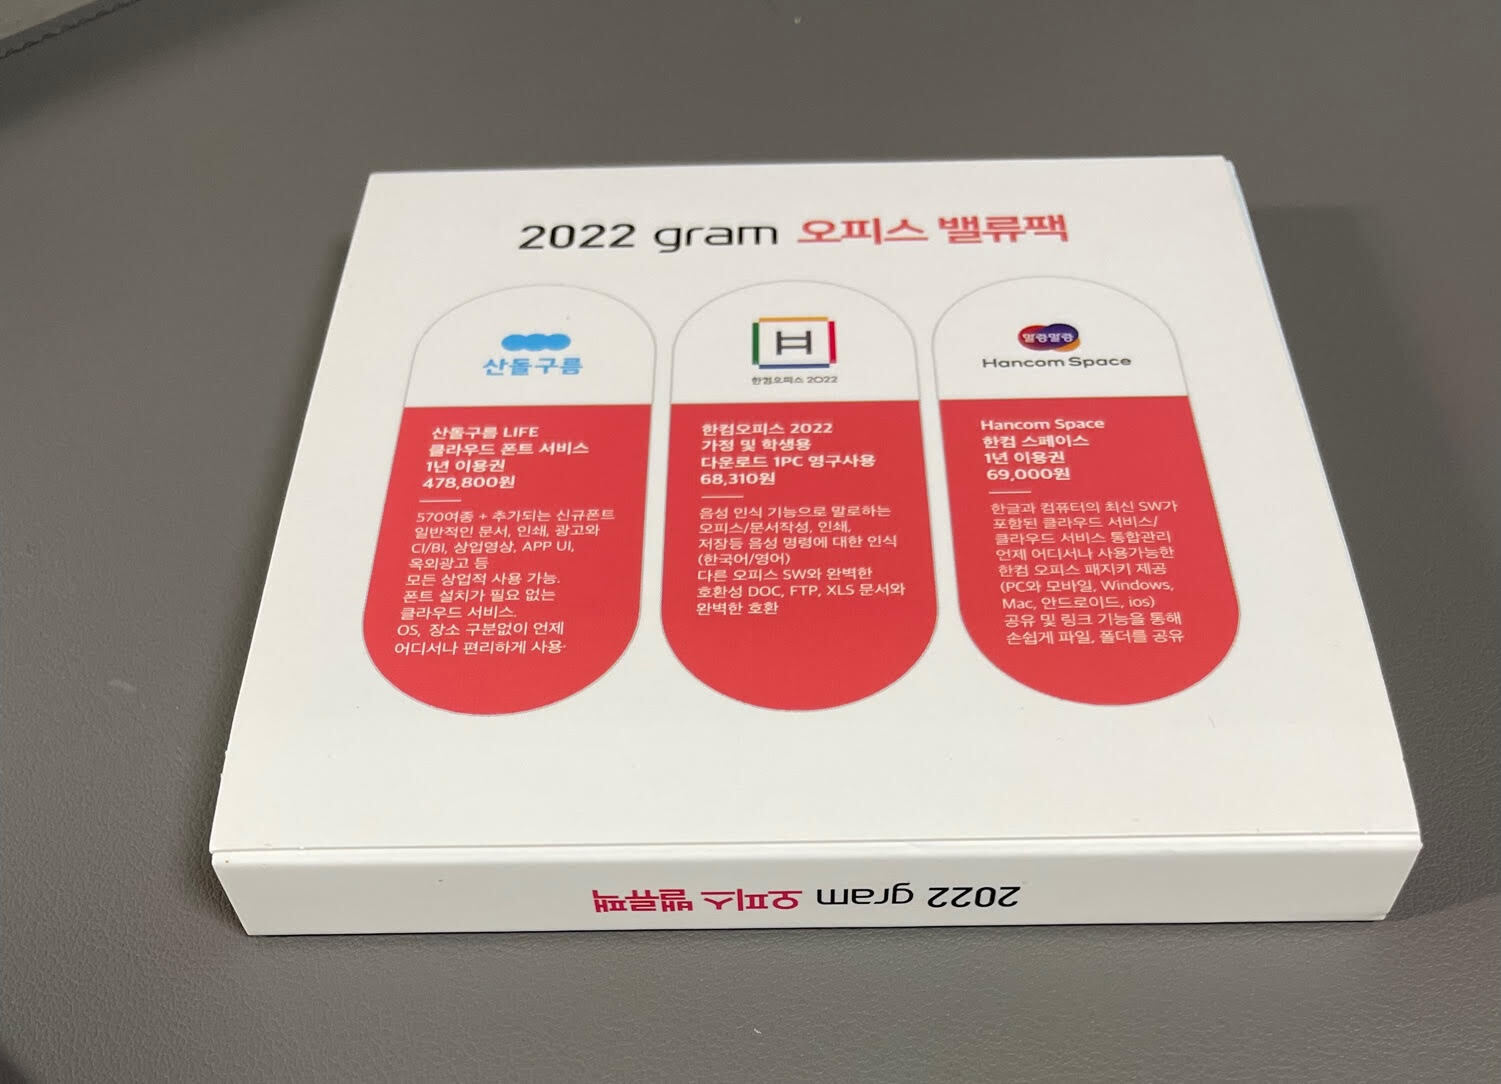 2022 gram 오피스 밸류팩
산돌구름
산돌구름 LIFE
클라우드 폰트 서비스
1년 이용권
478,800원
570여종 + 추가되는 신규폰트
일반적인 문서, 인쇄, 광고와
CI/BI, 상업영상, APP UI,
옥외광고 등
모든 상업적 사용 가능.
폰트 설치가 필요 없는
클라우드 서비스.
OS, 장소 구분없이 언제
어디서나 편리하게 사용·
H
한컴오피스 2022
한컴오피스 2022
가정 및 학생용
다운로드 1PC 영구사용
68,310원
음성 인식 기능으로 말로하는
오피스/문서작성, 인쇄,
저장등 음성 명령에 대한 인식
(한국어/영어)
다른 오피스 SW와 완벽한
호환성 DOC, FTP, XLS 문서와
완벽한 호환
말랑말랑
Hancom Space
Hancom Space
한컴 스페이스
1년 이용권
69,000원
한글과 컴퓨터의 최신 SW가
포함된 클라우드 서비스/
클라우드 서비스 통합관리
언제 어디서나 사용가능한
한컴 오피스 패지키 제공
(PC와 모바일, Windows,
Mac, 안드로이드, ios)
공유 및 링크 기능을 통해
손쉽게 파일, 폴더를 공유
2022 gram 오피스 밸류팩